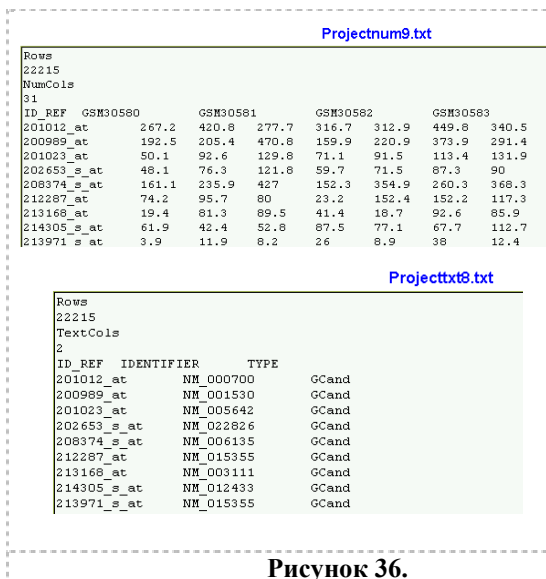 Projectnum9.txt
Rows
22215
NumCols
31
ID_REF GSM30580 GSM30581 GSM30582 GSM30583
201012_at 267.2 420.8 277.7 316.7 312.9 449.8 340.5
200989_at 192.5 205.4 470.8 159.9 220.9 373.9 291.4
201023_at 50.1 92.6 129.8 71.1 91.5 113.4 131.9
202653_s_at 48.1 76.3 121.8 59.7 71.5 87.3 90
208374_s_at 161.1 235.9 427 152.3 354.9 260.3 368.3
212287_at 74.2 95.7 80 23.2 152.4 152.2 117.3
213168_at 19.4 81.3 89.5 41.4 18.7 92.6 85.9
214305_s_at 61.9 42.4 52.8 87.5 77.1 67.7 112.7
213971_s_at 3.9 11.9 8.2 26 8.9 38 12.4
Projecttxt8.txt
Rows
22215
TextCols
2
ID_REF IDENTIFIER TYPE
201012_at NM_000700 GCand
200989_at NM_001530 GCand
201023_at NM_005642 GCand
202653_s_at NM_022826 GCand
208374_s_at NM_006135 GCand
212287_at NM_015355 GCand
213168_at NM_003111 GCand
214305_s_at NM_012433 GCand
213971_s_at NM_015355 GCand
Рисунок 36.